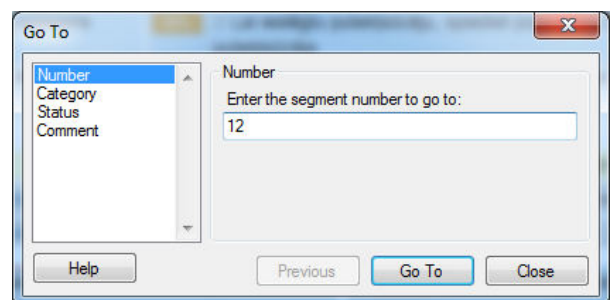 Go To
Number
Category
Status
Comment
Number
Enter the segment number to go to:
12
Help
Previous
Go To
Close